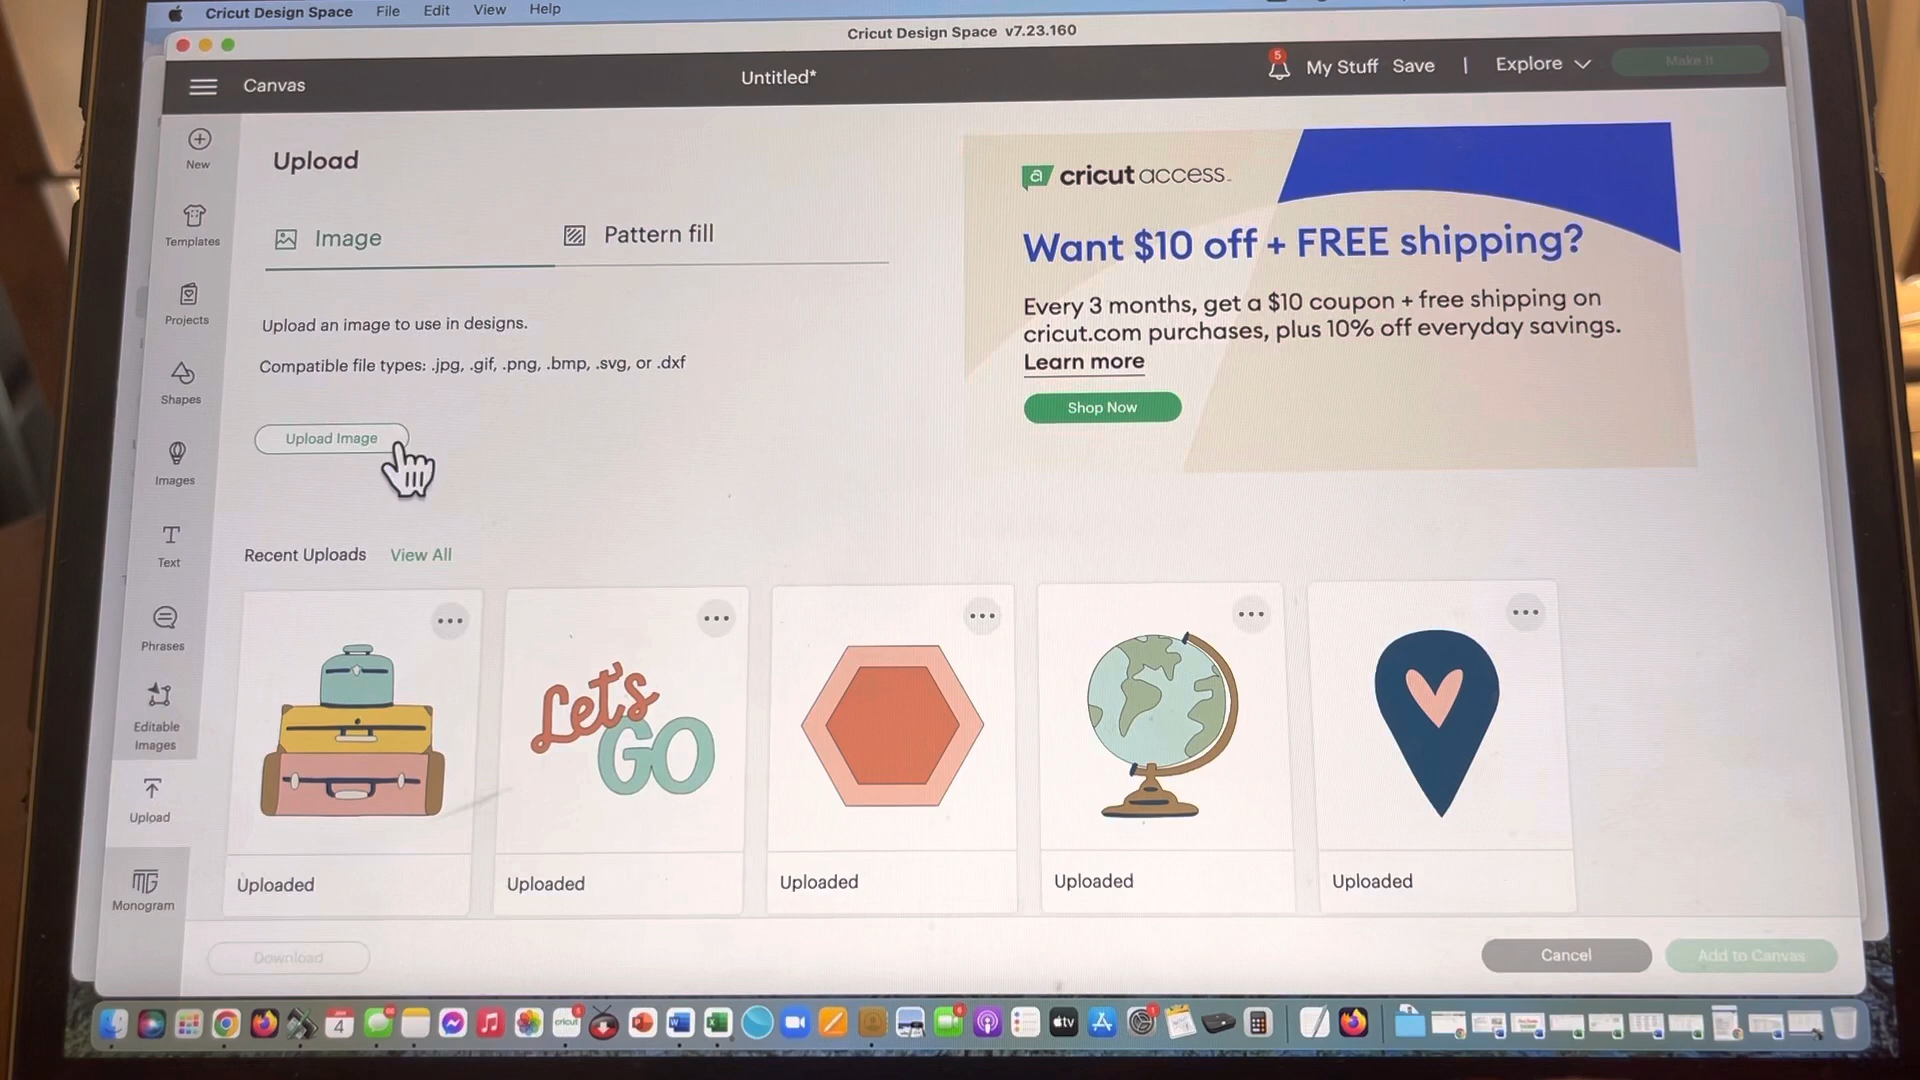 Cricut Design Space File Edit View Help
Cricut Design Space v7.23.160
Canvas
Untitled*
5
My Stuff Save | Explore
Make It
New
Templates
Projects
Shapes
Images
Text
Phrases
Editable
Images
Upload
Monogram
Upload
Image
Pattern fill
Upload an image to use in designs.
Compatible file types: .jpg, .gif, .png, .bmp, .svg, or .dxf
Upload Image
a cricut access
Want $10 off + FREE shipping?
Every 3 months, get a $10 coupon + free shipping on
cricut.com purchases, plus 10% off everyday savings.
Learn more
Shop Now
Recent Uploads View All
Let's
GO
Uploaded
Uploaded
Uploaded
Uploaded
Uploaded
Download
Cancel
Add to Canvas
4
cricut
tv